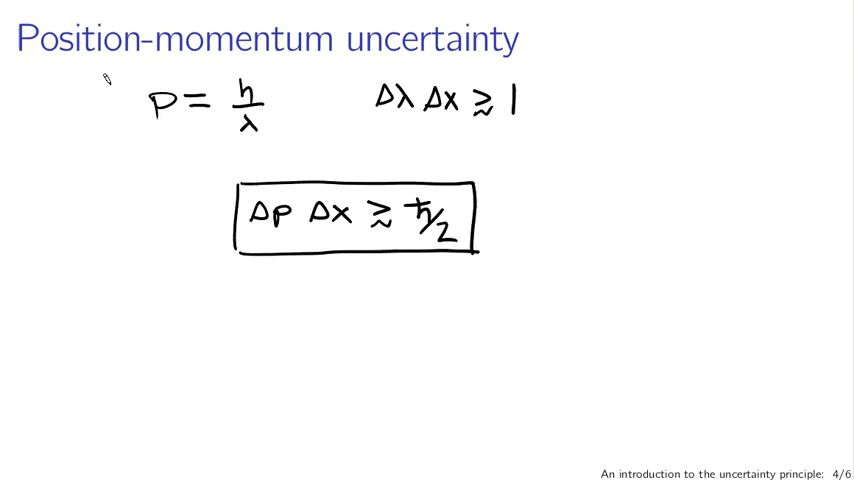 Position-momentum uncertainty
p = h/λ   Δλ Δx ≳ 1
Δp Δx ≳ ħ/2
An introduction to the uncertainty principle: 4/6